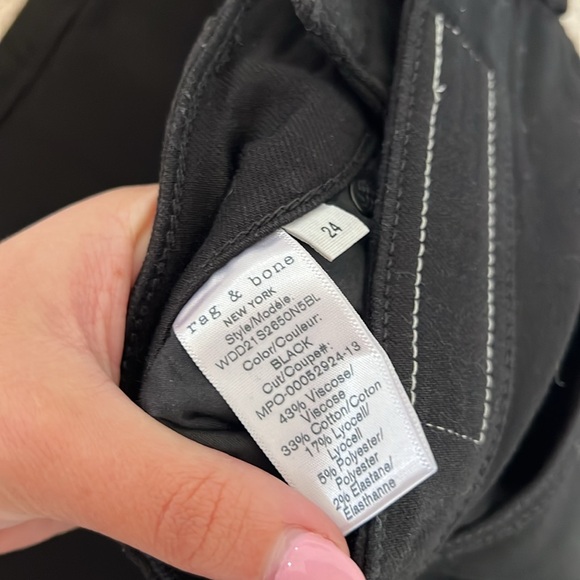 24
rag & bone
NEW YORK
Style/Modéle:
WDD21S2650N5BL
Color/Couleur:
BLACK
Cut/Coupe#:
MPO-00052924-13
43% Viscose/
Viscose
33% Cotton/Coton
17% Lyocell/
Lyocell
5% Polyester/
Polyester
2% Elastane/
Elasthanne